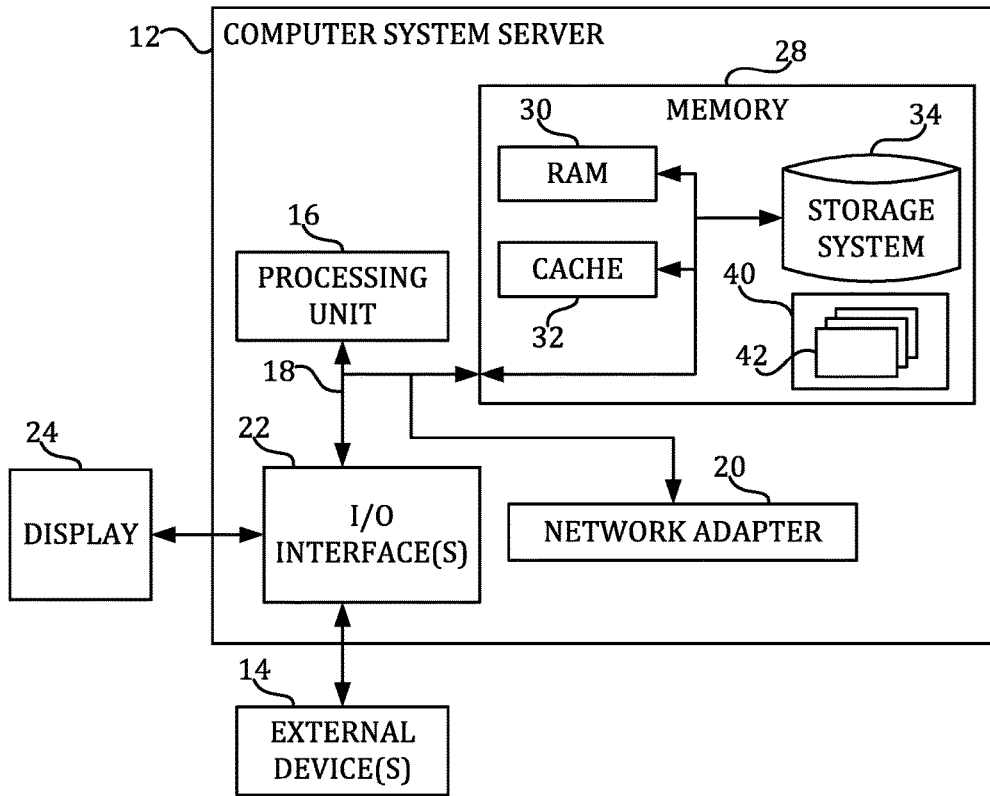 12
COMPUTER SYSTEM SERVER
28
MEMORY
30
RAM
34
STORAGE
SYSTEM
16
PROCESSING
UNIT
CACHE
32
40
42
18
24
DISPLAY
22
I/O
INTERFACE(S)
20
NETWORK ADAPTER
14
EXTERNAL
DEVICE(S)